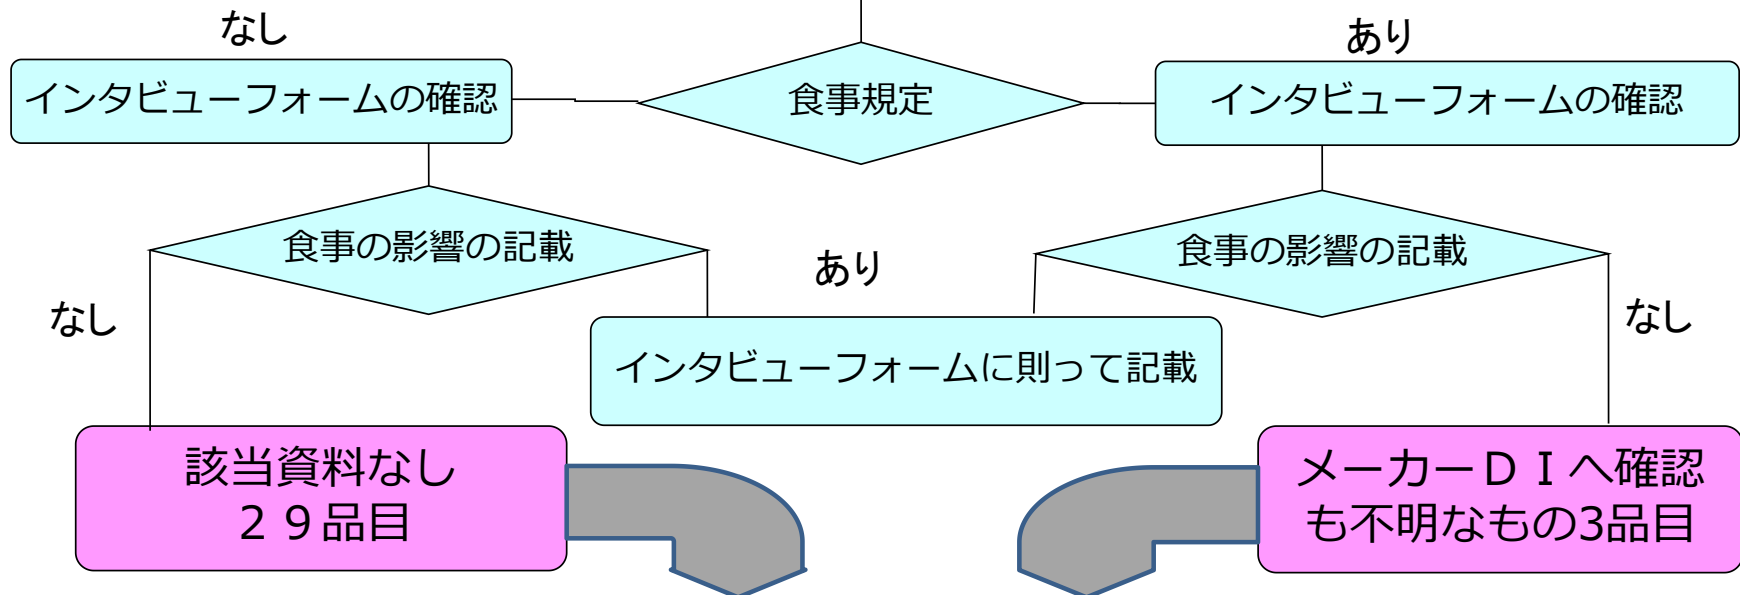 なし
あり
インタビューフォームの確認
食事規定
インタビューフォームの確認
食事の影響の記載
食事の影響の記載
あり
なし
なし
インタビューフォームに則って記載
該当資料なし
２９品目
メーカーＤＩへ確認
も不明なもの3品目